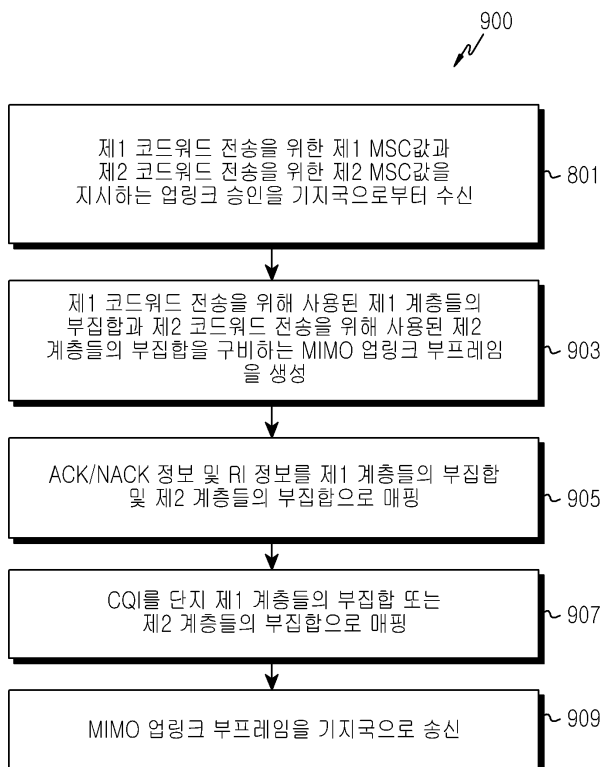 900
제1 코드워드 전송을 위한 제1 MSC값과
제2 코드워드 전송을 위한 제2 MSC값을
지시하는 업링크 승인을 기지국으로부터 수신
801
제1 코드워드 전송을 위해 사용된 제1 계층들의
부집합과 제2 코드워드 전송을 위해 사용된 제2
계층들의 부집합을 구비하는 MIMO 업링크 부프레임
을 생성
903
ACK/NACK 정보 및 RI 정보를 제1 계층들의 부집합
및 제2 계층들의 부집합으로 매핑
905
CQI를 단지 제1 계층들의 부집합 또는
제2 계층들의 부집합으로 매핑
907
MIMO 업링크 부프레임을 기지국으로 송신
909